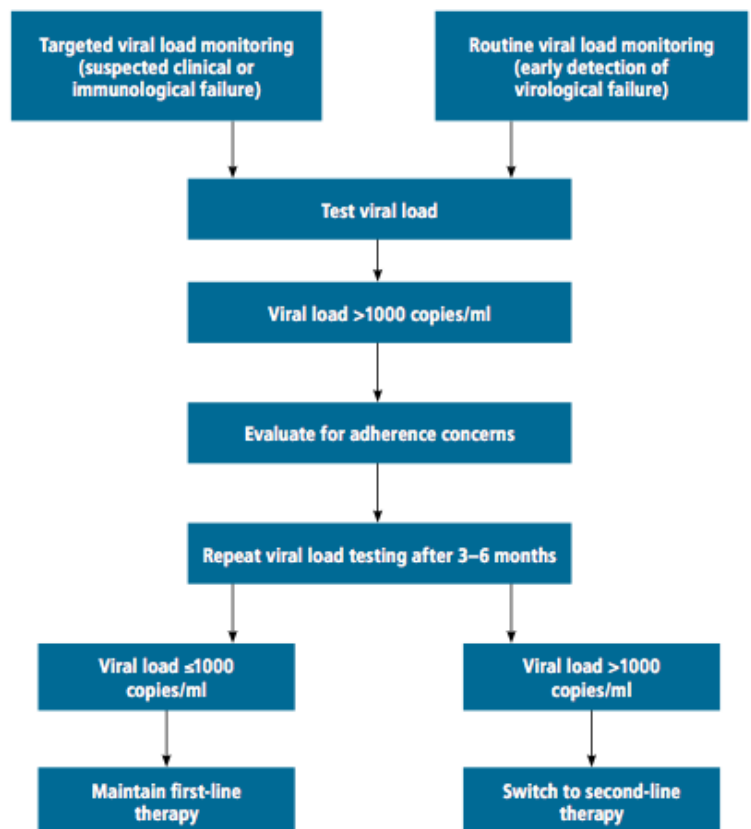 Targeted viral load monitoring
(suspected clinical or
immunological failure)
Routine viral load monitoring
(early detection of
virological failure)
Test viral load
Viral load >1000 copies/ml
Evaluate for adherence concerns
Repeat viral load testing after 3–6 months
Viral load ≤1000
copies/ml
Viral load >1000
copies/ml
Maintain first-line
therapy
Switch to second-line
therapy